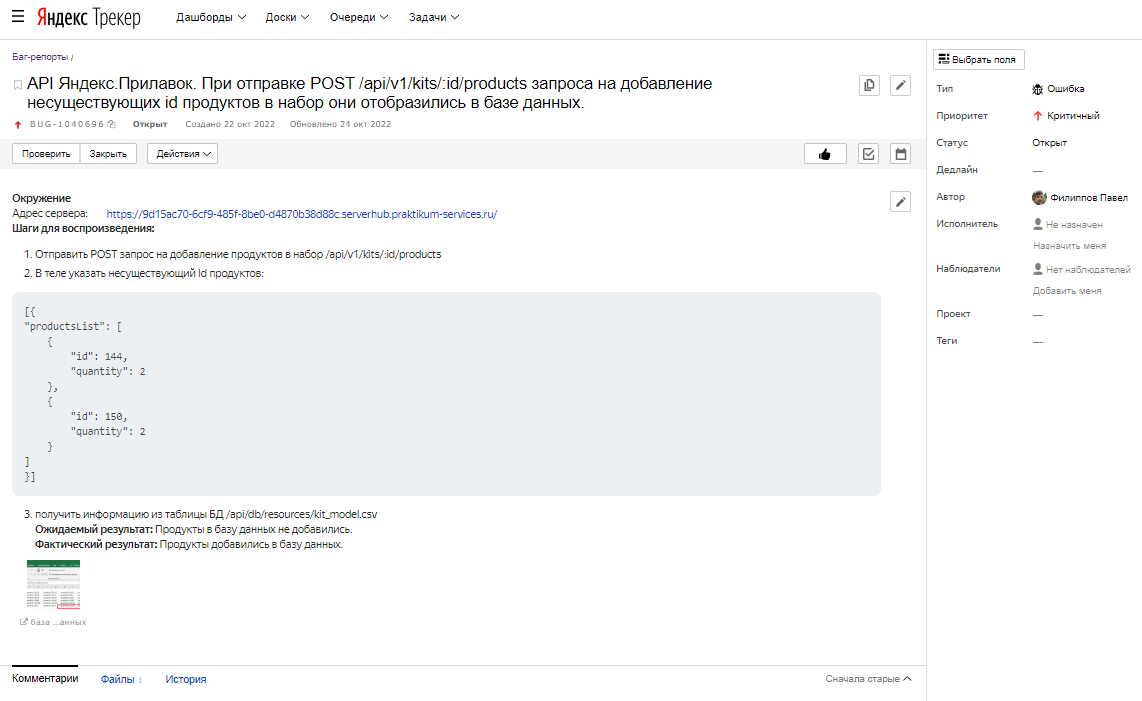 Яндекс Трекер
Дашборды
Доски
Очереди
Задачи
Баг-репорты /
API Яндекс.Прилавок. При отправке POST /api/v1/kits/:id/products запроса на добавление
несуществующих id продуктов в набор они отобразились в базе данных.
BUG-1040696 Открыт Создано 22 окт 2022 Обновлено 24 окт 2022
Проверить Закрыть Действия
Окружение
Адрес сервера: https://9d15ac70-6cf9-485f-8be0-d4870b38d88c.serverhub.praktikum-services.ru/
Шаги для воспроизведения:
1. Отправить POST запрос на добавление продуктов в набор /api/v1/kits/:id/products
2. В теле указать несуществующий Id продуктов:
[{
"productsList": [
{
"id": 144,
"quantity": 2
},
{
"id": 150,
"quantity": 2
}
]
}]
3. получить информацию из таблицы БД /api/db/resources/kit_model.csv
Ожидаемый результат: Продукты в базу данных не добавились.
Фактический результат: Продукты добавились в базу данных.
база ...анных
Комментарии Файлы 1 История Сначала старые
Выбрать поля
Тип Ошибка
Приоритет Критичный
Статус Открыт
Дедлайн —
Автор Филиппов Павел
Исполнитель Не назначен
Назначить меня
Наблюдатели Нет наблюдателей
Добавить меня
Проект —
Теги —